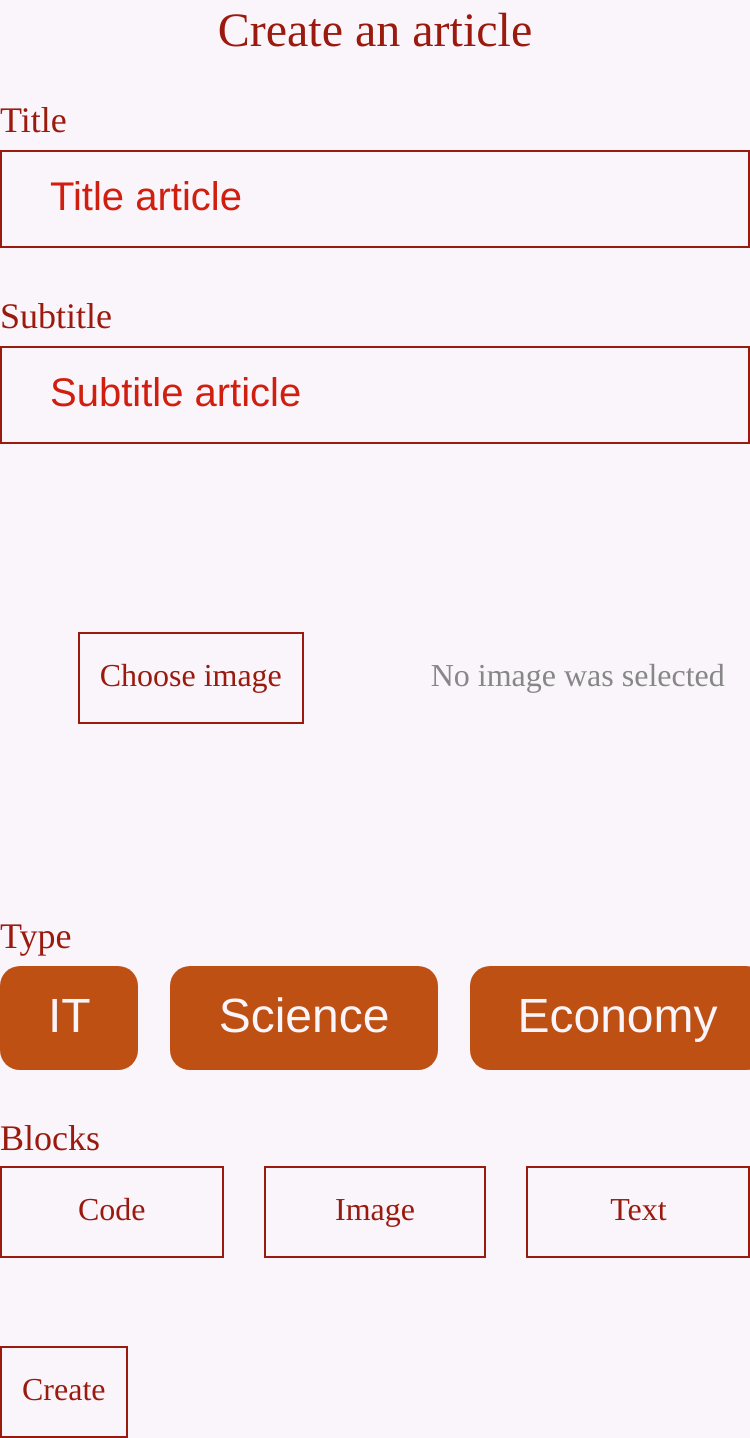 Create an article
Title
Title article
Subtitle
Subtitle article
Choose image
No image was selected
Type
IT
Science
Economy
Blocks
Code
Image
Text
Create